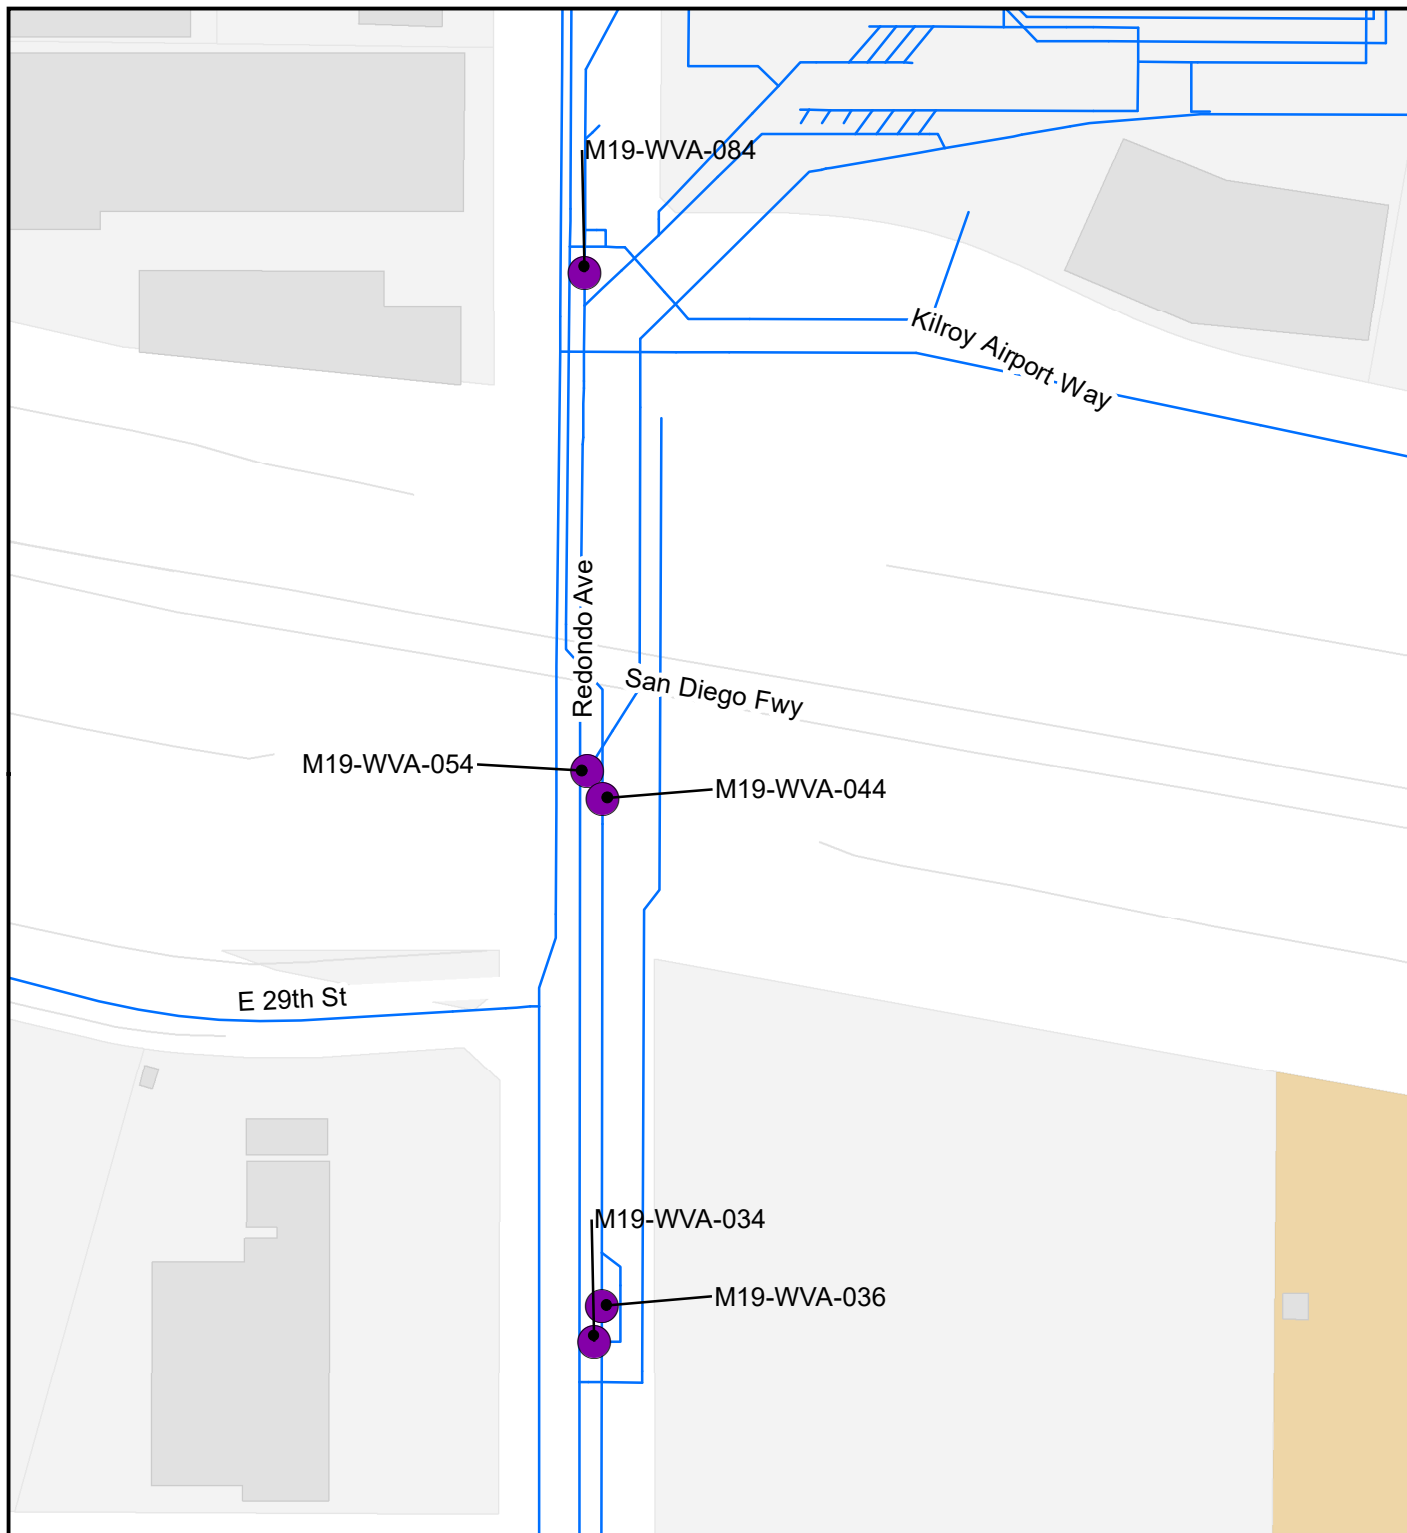 M19-WVA-084
Kilroy Airport Way
Redondo Ave
San Diego Fwy
M19-WVA-054
M19-WVA-044
E 29th St
M19-WVA-034
M19-WVA-036